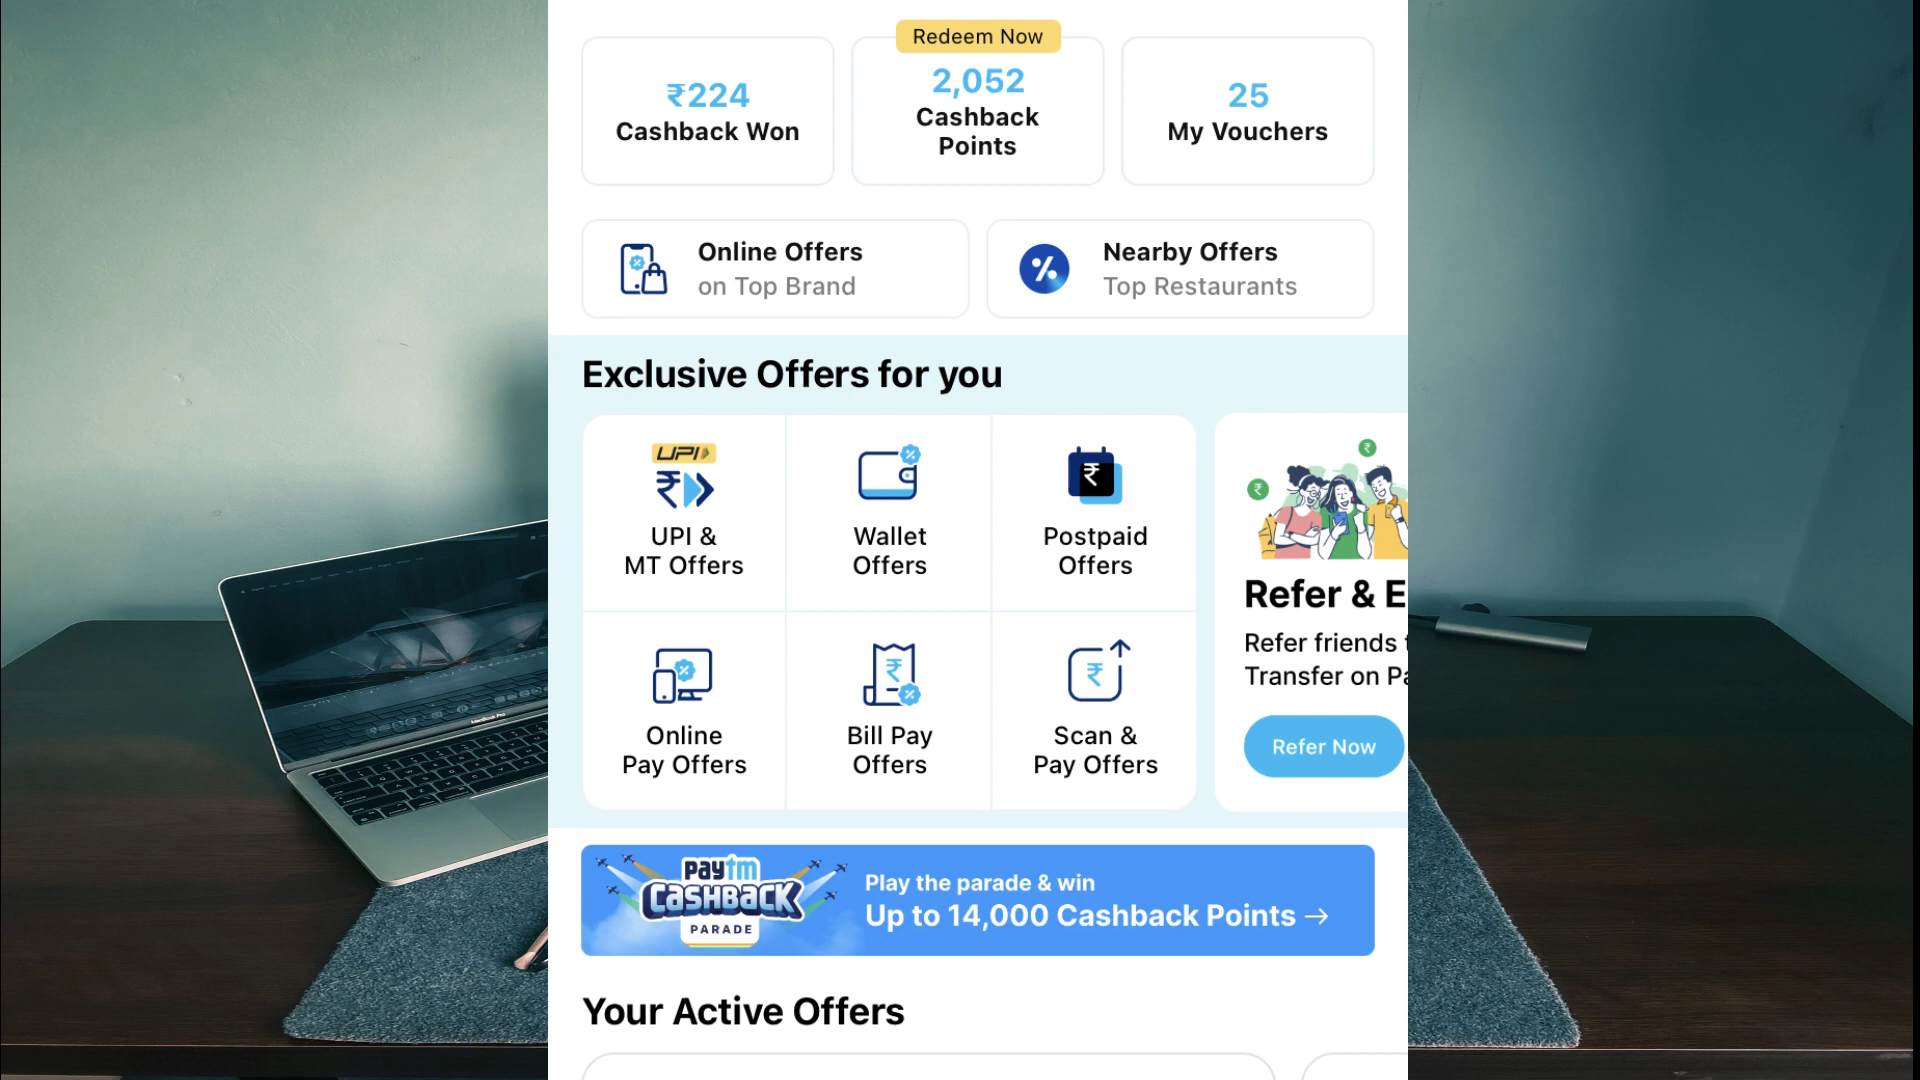 Redeem Now
₹224
Cashback Won
2,052
Cashback
Points
25
My Vouchers
Online Offers
on Top Brand
Nearby Offers
Top Restaurants
Exclusive Offers for you
UPI
UPI &
MT Offers
Wallet
Offers
Postpaid
Offers
Online
Pay Offers
Bill Pay
Offers
Scan &
Pay Offers
Refer & E
Refer friends
Transfer on Pa
Refer Now
paytm
CASHBACK
PARADE
Play the parade & win
Up to 14,000 Cashback Points →
Your Active Offers
MacBook Pro